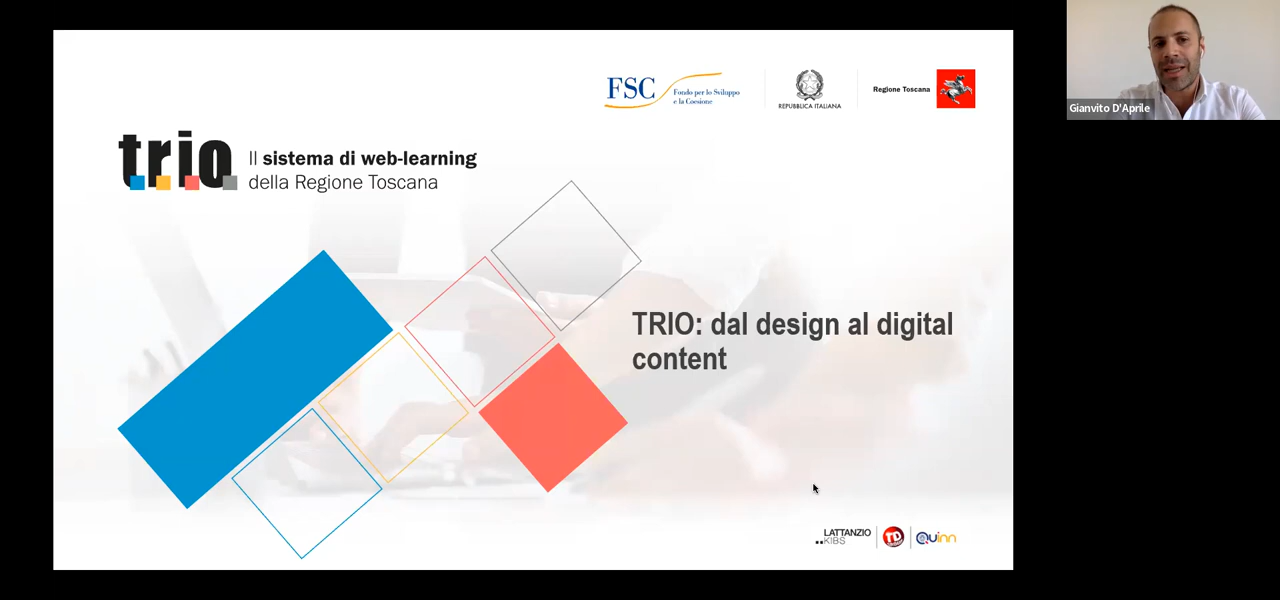 FSC
Fondo per lo Sviluppo
e la Coesione
REPUBBLICA ITALIANA
Regione Toscana
Gianvito D'Aprile
trio
Il sistema di web-learning
della Regione Toscana
TRIO: dal design al digital
content
LATTANZIO
KIBS
TD
QUinn